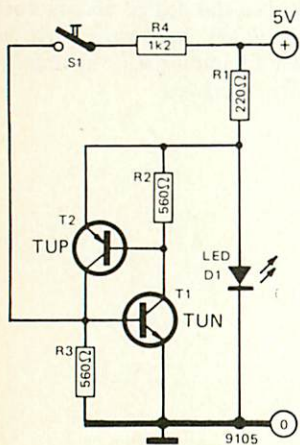 5V
R4
1k2
+
S1
R1
220Ω
R2
560Ω
T2
TUP
LED
D1
T1
TUN
R3
560Ω
0
9105